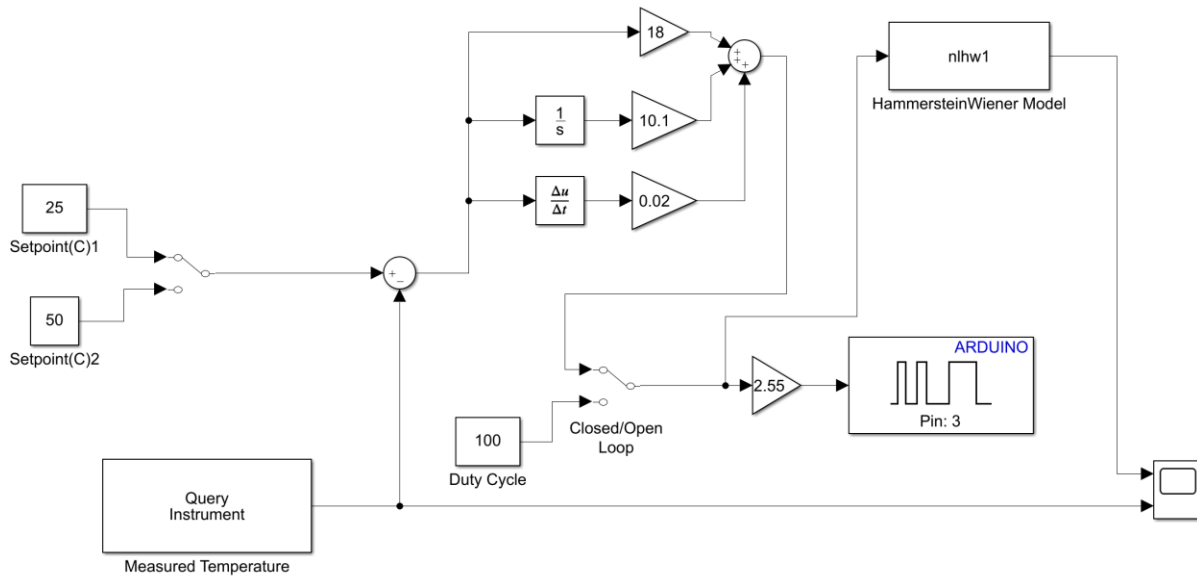 18
+
+
+
nlhw1
HammersteinWiener Model
1
s
10.1
Δu
Δt
0.02
25
Setpoint(C)1
+
−
50
Setpoint(C)2
ARDUINO
2.55
Pin: 3
Closed/Open
Loop
100
Duty Cycle
Query
Instrument
Measured Temperature